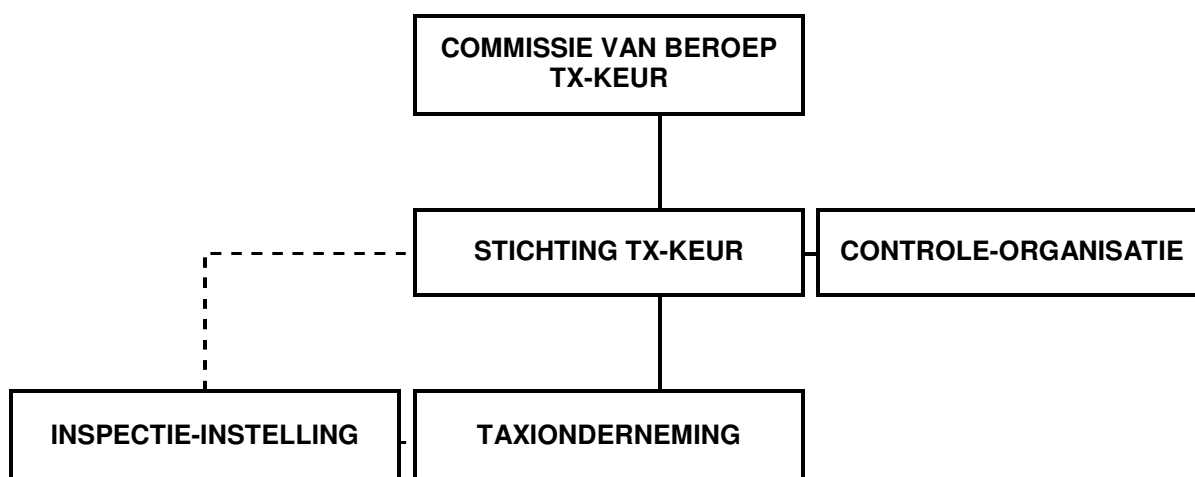 COMMISSIE VAN BEROEP
TX-KEUR
STICHTING TX-KEUR
CONTROLE-ORGANISATIE
INSPECTIE-INSTELLING
TAXIONDERNEMING